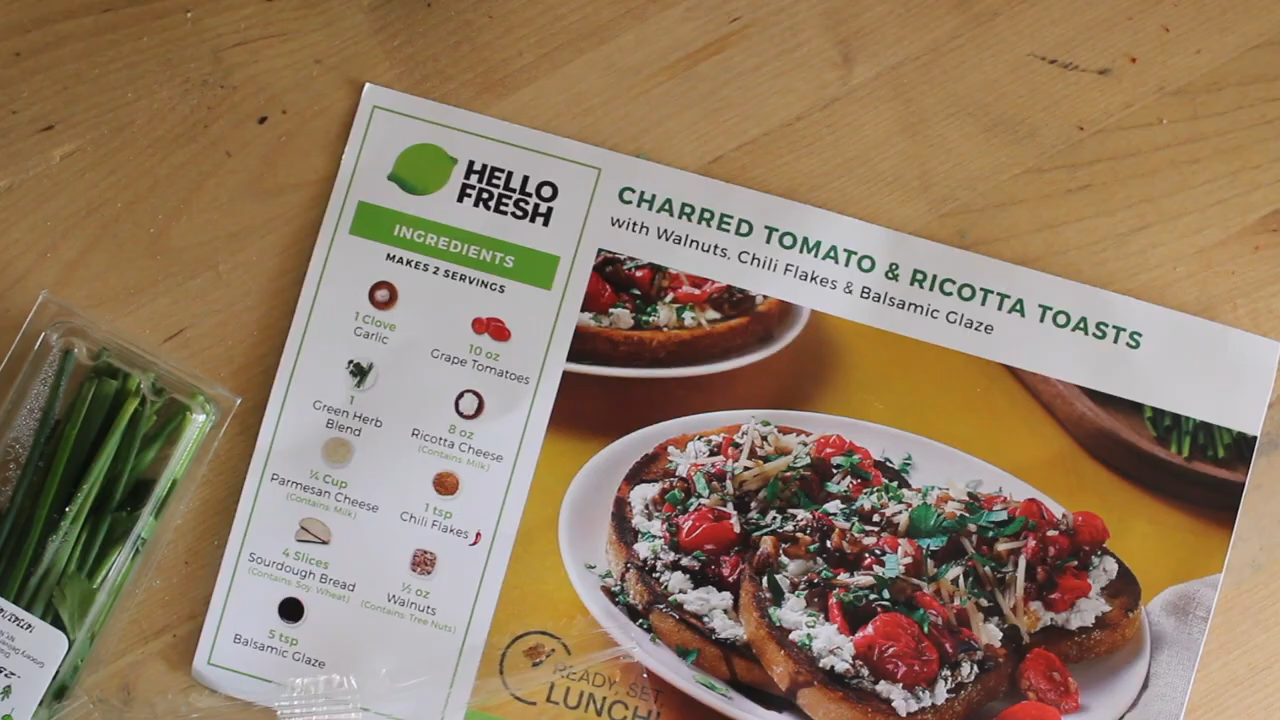 HELLO
FRESH
INGREDIENTS
MAKES 2 SERVINGS
1 Clove
Garlic
10 oz
Grape Tomatoes
1
Green Herb
Blend
8 oz
Ricotta Cheese
(Contains: Milk)
¼ Cup
Parmesan Cheese
(Contains: Milk)
1 tsp
Chili Flakes
4 Slices
Sourdough Bread
(Contains: Soy, Wheat)
½ oz
Walnuts
(Contains: Tree Nuts)
5 tsp
Balsamic Glaze
CHARRED TOMATO & RICOTTA TOASTS
with Walnuts, Chili Flakes & Balsamic Glaze
READY, SET,
LUNCH!